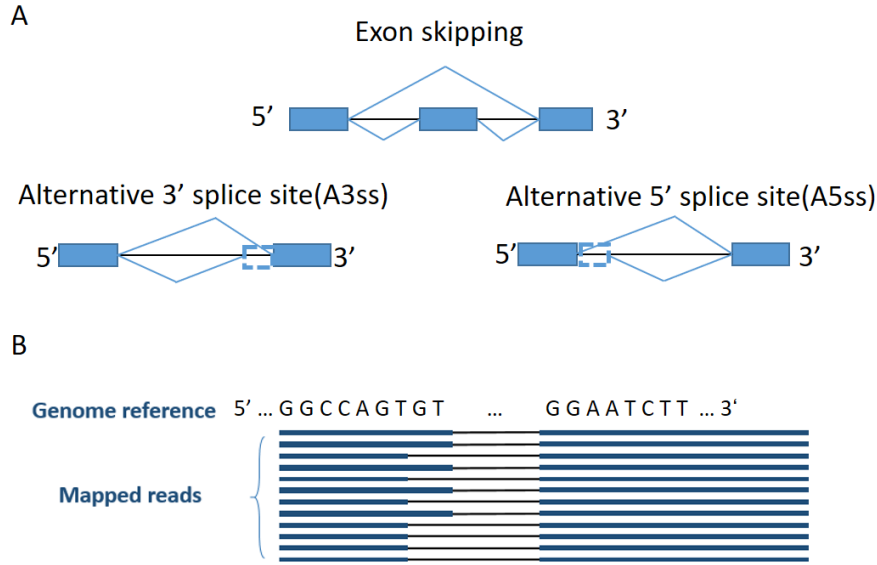 A
Exon skipping
5’ 3’
Alternative 3’ splice site(A3ss)
5’ 3’
Alternative 5’ splice site(A5ss)
5’ 3’
B
Genome reference 5’ ... G G C C A G T G T ... G G A A T C T T ... 3‘
Mapped reads